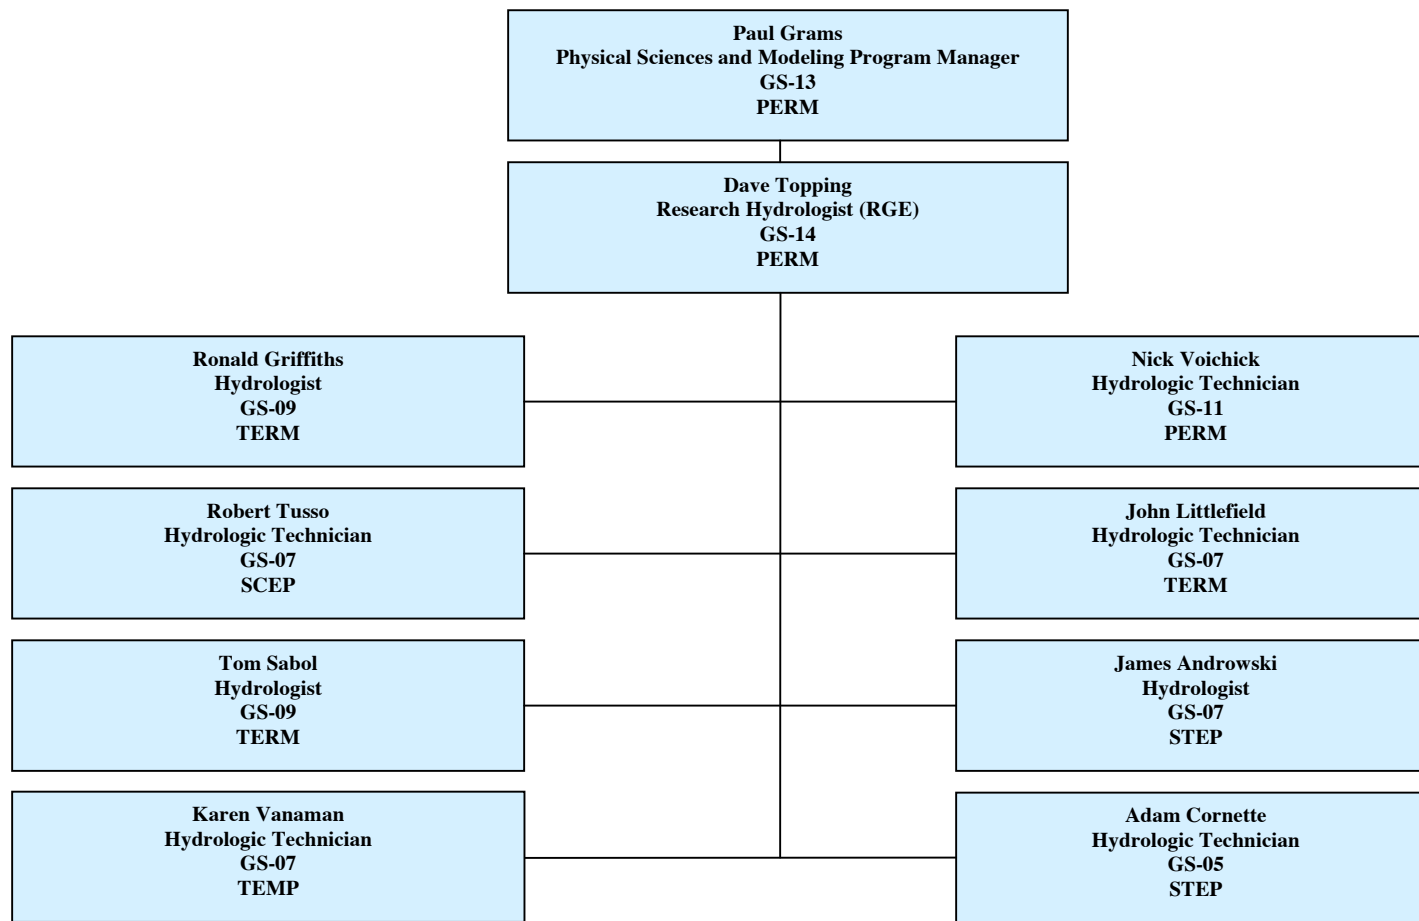 Paul Grams
Physical Sciences and Modeling Program Manager
GS-13
PERM
Dave Topping
Research Hydrologist (RGE)
GS-14
PERM
Ronald Griffiths
Hydrologist
GS-09
TERM
Nick Voichick
Hydrologic Technician
GS-11
PERM
Robert Tusso
Hydrologic Technician
GS-07
SCEP
John Littlefield
Hydrologic Technician
GS-07
TERM
Tom Sabol
Hydrologist
GS-09
TERM
James Androwski
Hydrologist
GS-07
STEP
Karen Vanaman
Hydrologic Technician
GS-07
TEMP
Adam Cornette
Hydrologic Technician
GS-05
STEP